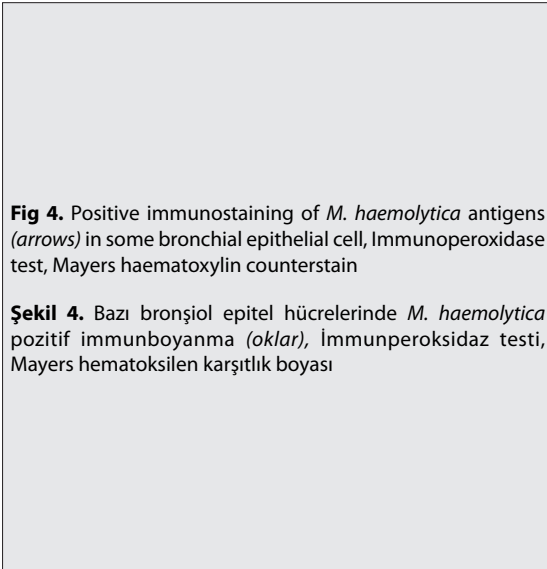 Fig 4. Positive immunostaining of M. haemolytica antigens
(arrows) in some bronchial epithelial cell, Immunoperoxidase
test, Mayers haematoxylin counterstain
Şekil 4. Bazı bronşiol epitel hücrelerinde M. haemolytica
pozitif immunboyanma (oklar), İmmunperoksidaz testi,
Mayers hematoksilen karşıtlık boyası